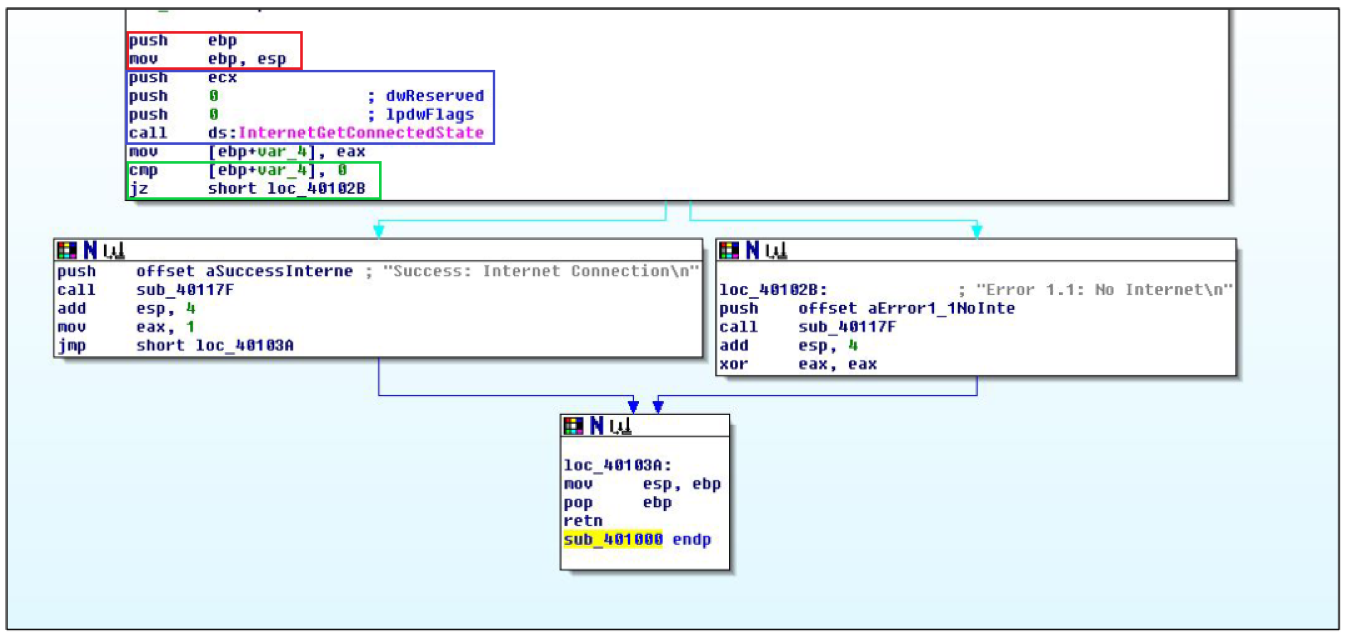 push ebp
mov ebp, esp
push ecx
push 0 ; dwReserved
push 0 ; lpdwFlags
call ds:InternetGetConnectedState
mov [ebp+var_4], eax
cmp [ebp+var_4], 0
jz short loc_40102B
push offset aSuccessInterne ; "Success: Internet Connection\n"
call sub_40117F
add esp, 4
mov eax, 1
jmp short loc_40103A
loc_40102B: ; "Error 1.1: No Internet\n"
push offset aError1_1NoInte
call sub_40117F
add esp, 4
xor eax, eax
loc_40103A:
mov esp, ebp
pop ebp
retn
sub_401000 endp